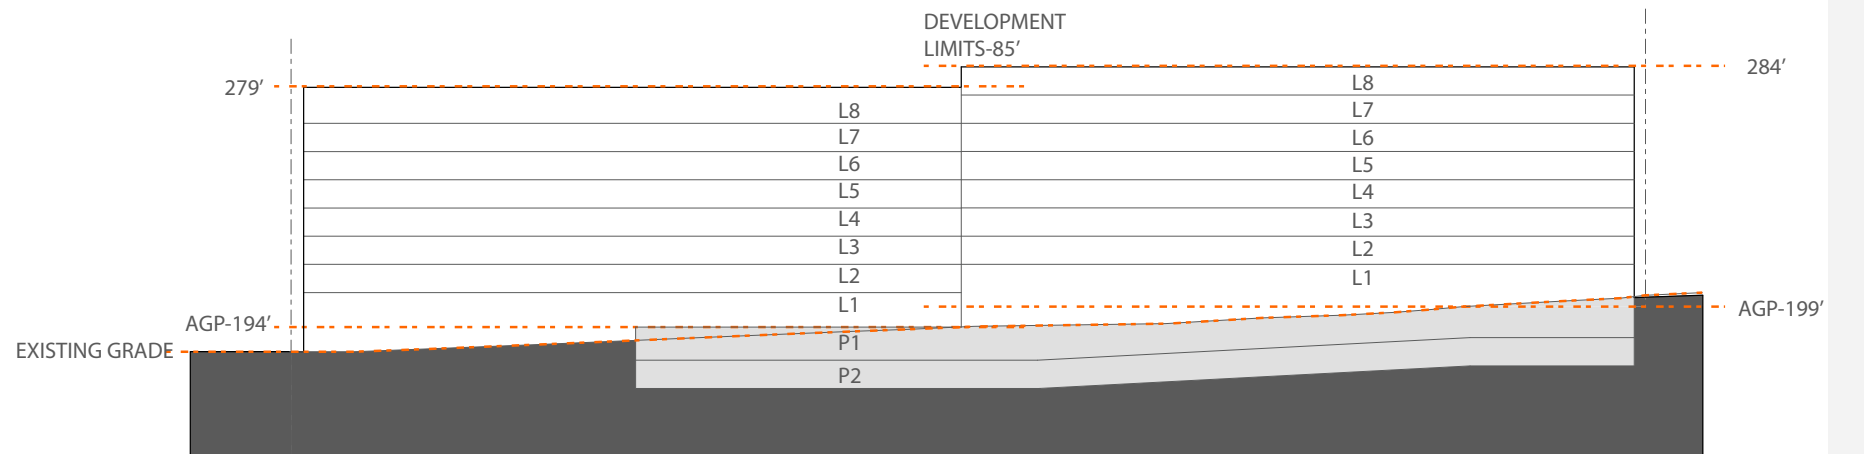 DEVELOPMENT
LIMITS-85’
279’
284’
L8
L7
L6
L5
L4
L3
L2
L1
L8
L7
L6
L5
L4
L3
L2
L1
AGP-194’
AGP-199’
EXISTING GRADE
P1
P2